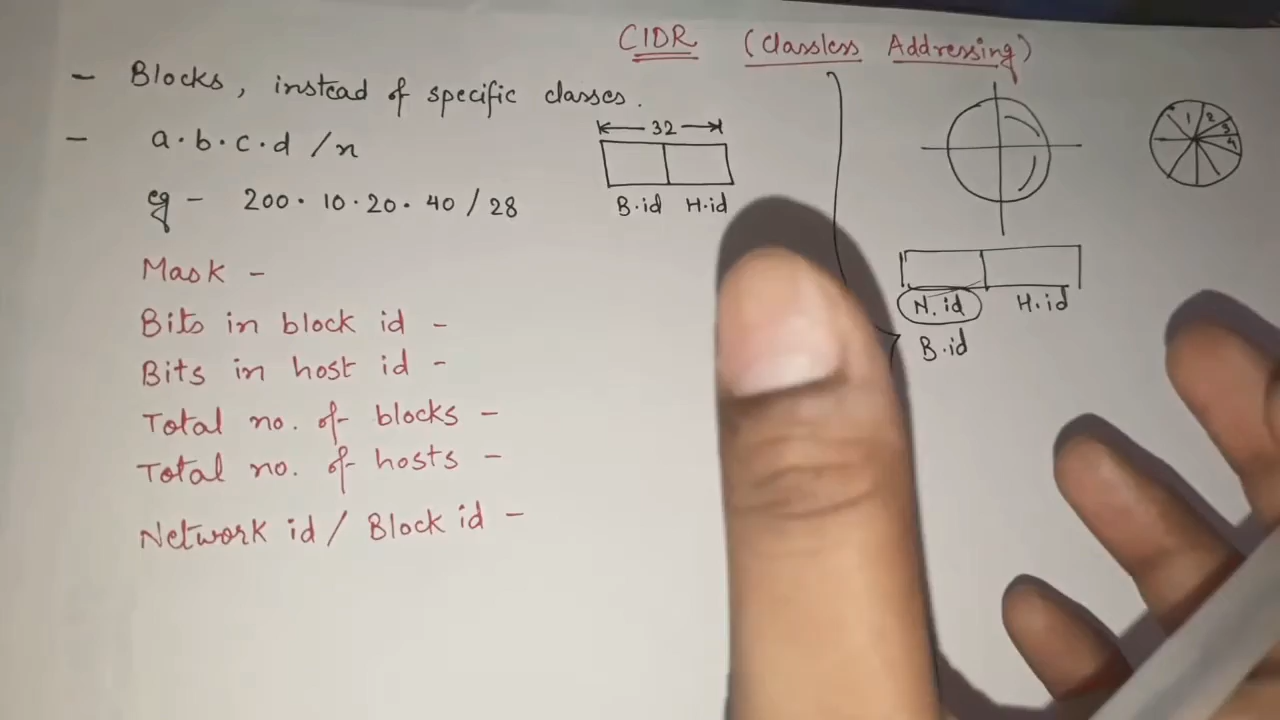 CIDR (Classless Addressing)
- Blocks, instead of specific classes.
- a.b.c.d /n
eg - 200.10.20.40 / 28
32
B.id H.id
Mask -
Bits in block id -
Bits in host id -
Total no. of blocks -
Total no. of hosts -
Network id / Block id -
1 2 3 4
N.id H.id
B.id